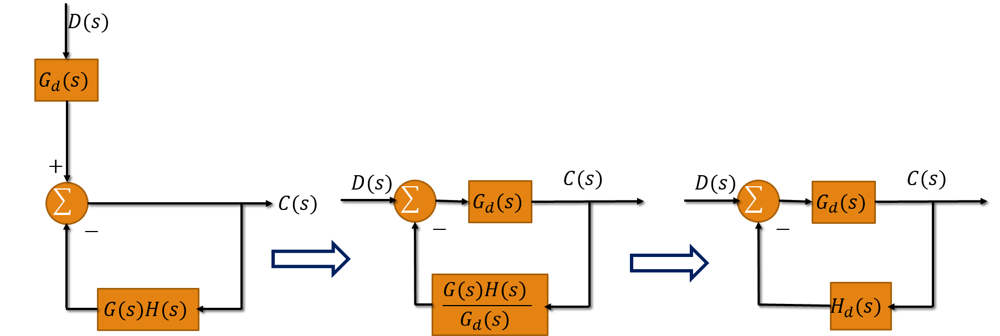 D(s)
G_d(s)
+
∑
C(s)
−
G(s)H(s)
D(s)
∑
G_d(s)
C(s)
−
G(s)H(s)
G_d(s)
D(s)
∑
G_d(s)
C(s)
−
H_d(s)